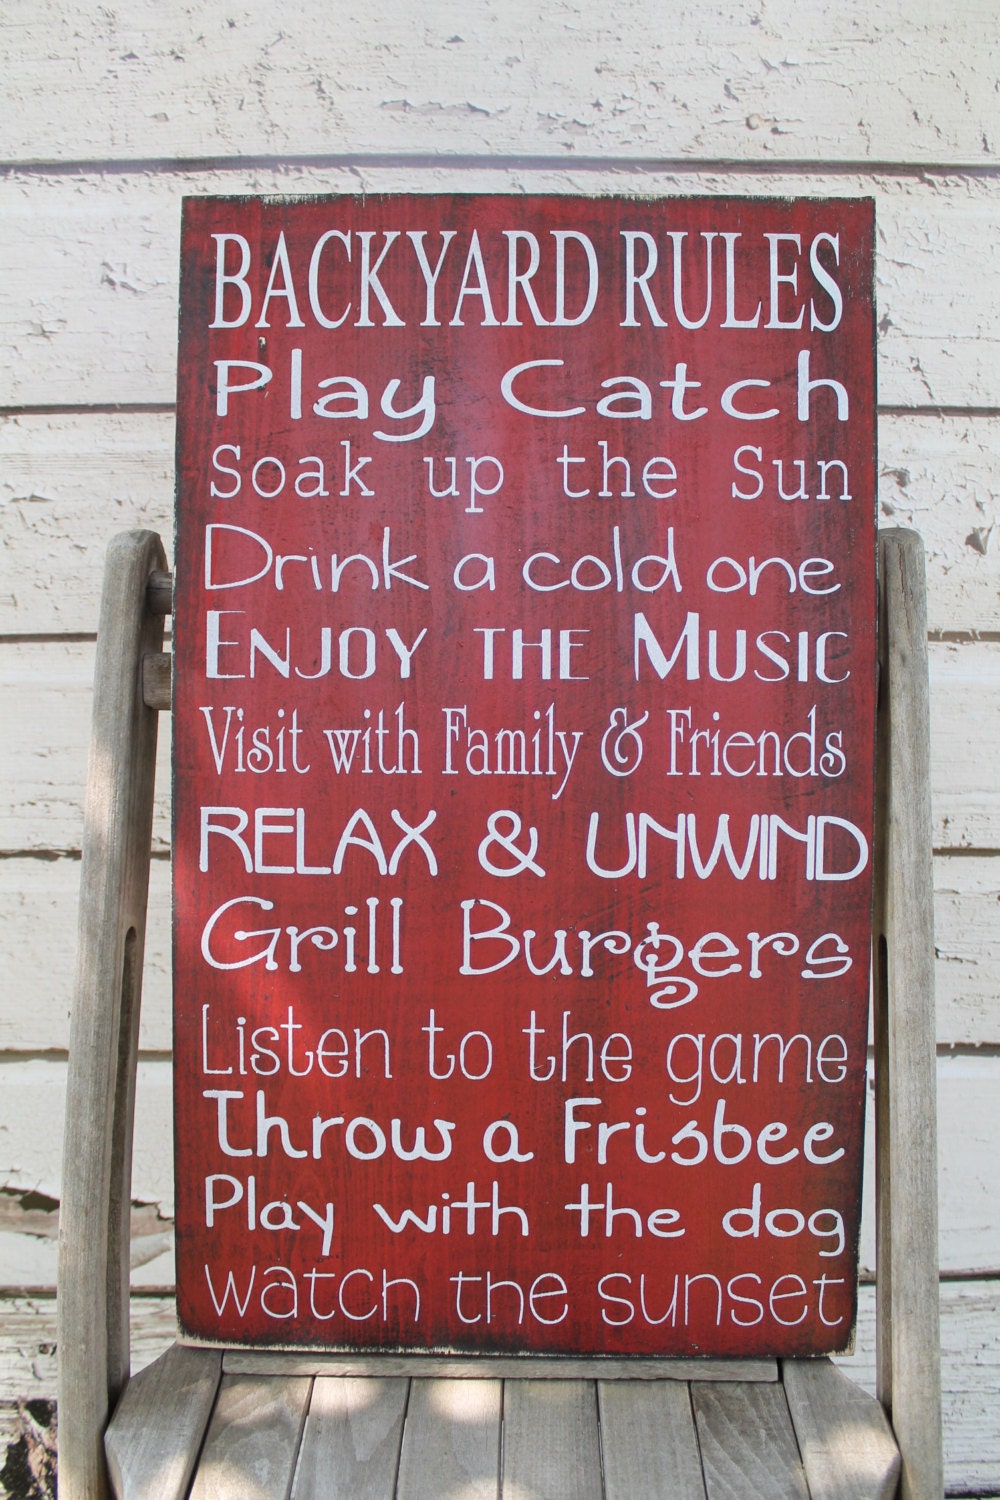 BACKYARD RULES
Play Catch
Soak up the Sun
Drink a cold one
ENJOY THE MUSIC
Visit with Family & Friends
RELAX & UNWIND
Grill Burgers
Listen to the game
Throw a Frisbee
Play with the dog
watch the sunset